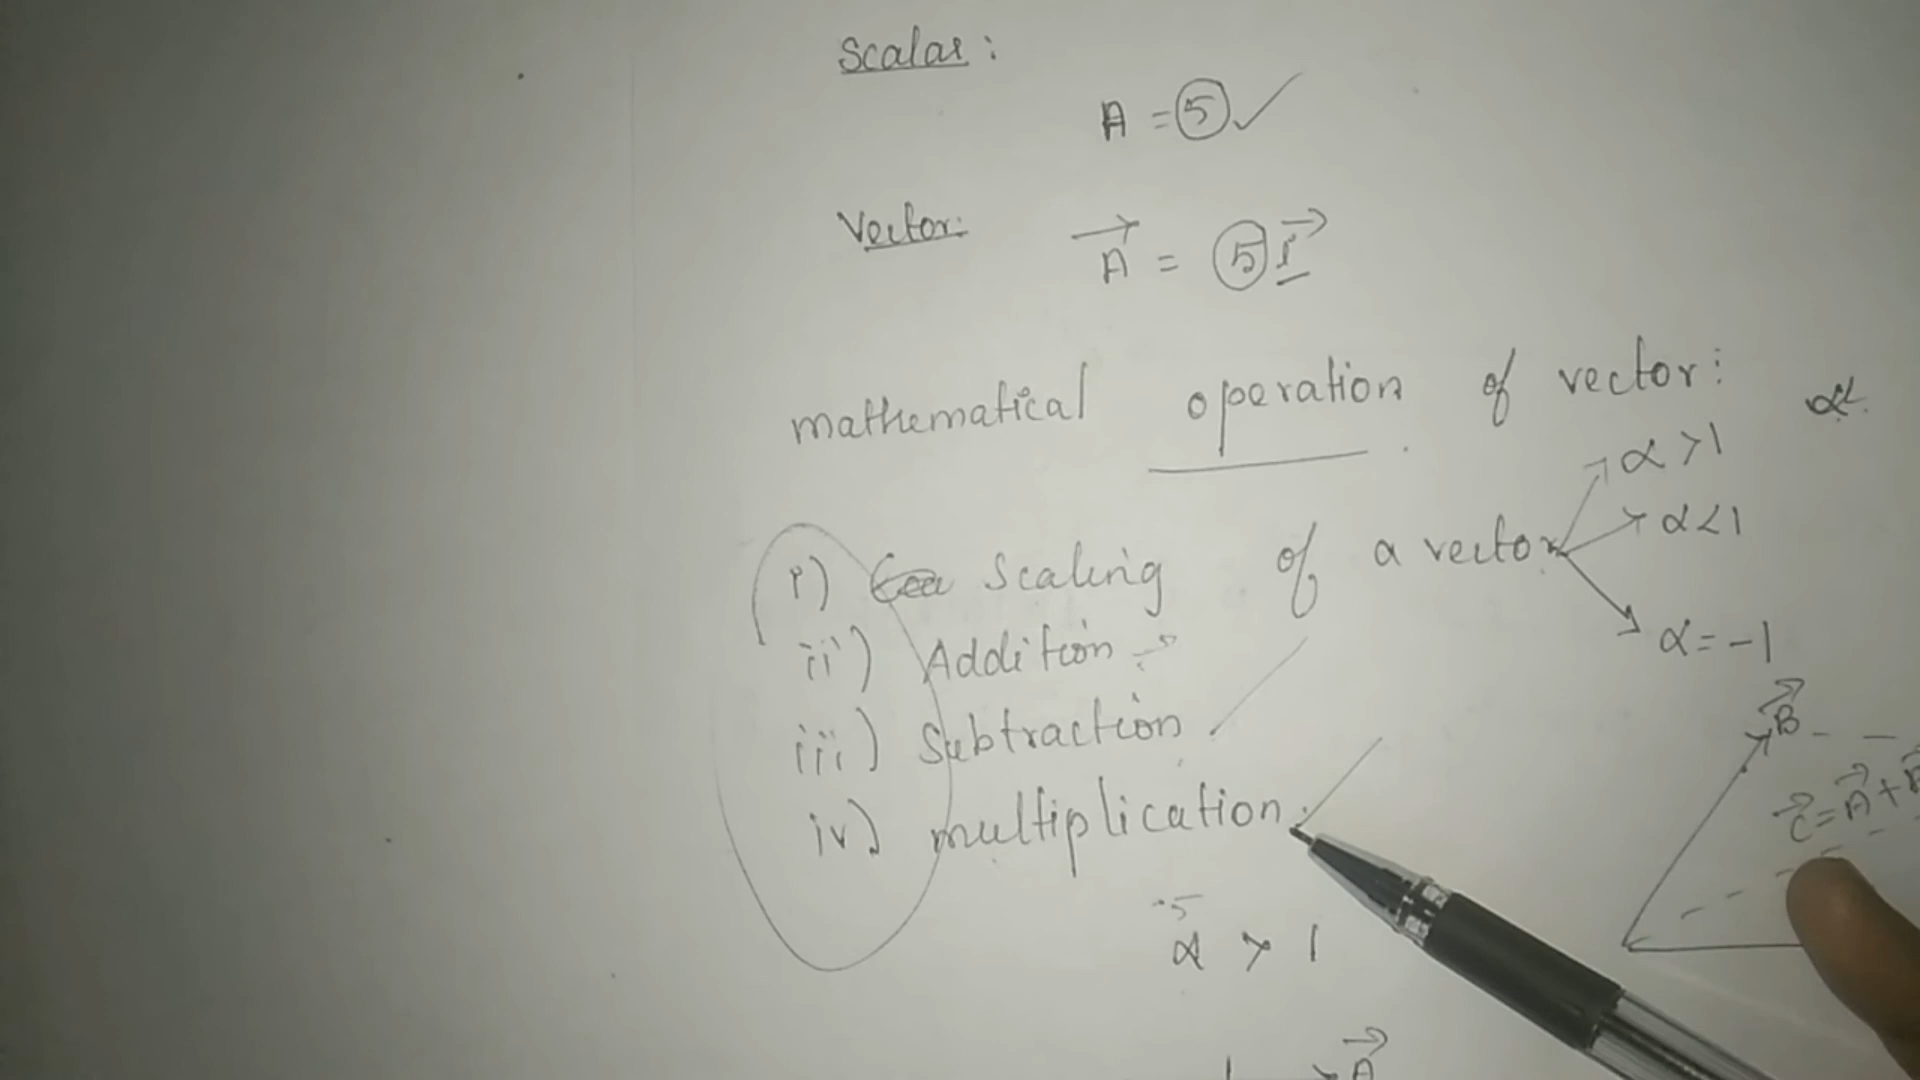 Scalar:
A = 5 ✓
Vector: A⃗ = 5 i⃗
mathematical operation of vector:
α
α > 1
α < 1
i) Scaling of a vector
α = -1
ii) Addition
iii) Subtraction
iv) multiplication
B⃗
C⃗ = A⃗ +
.5
α > 1
A⃗